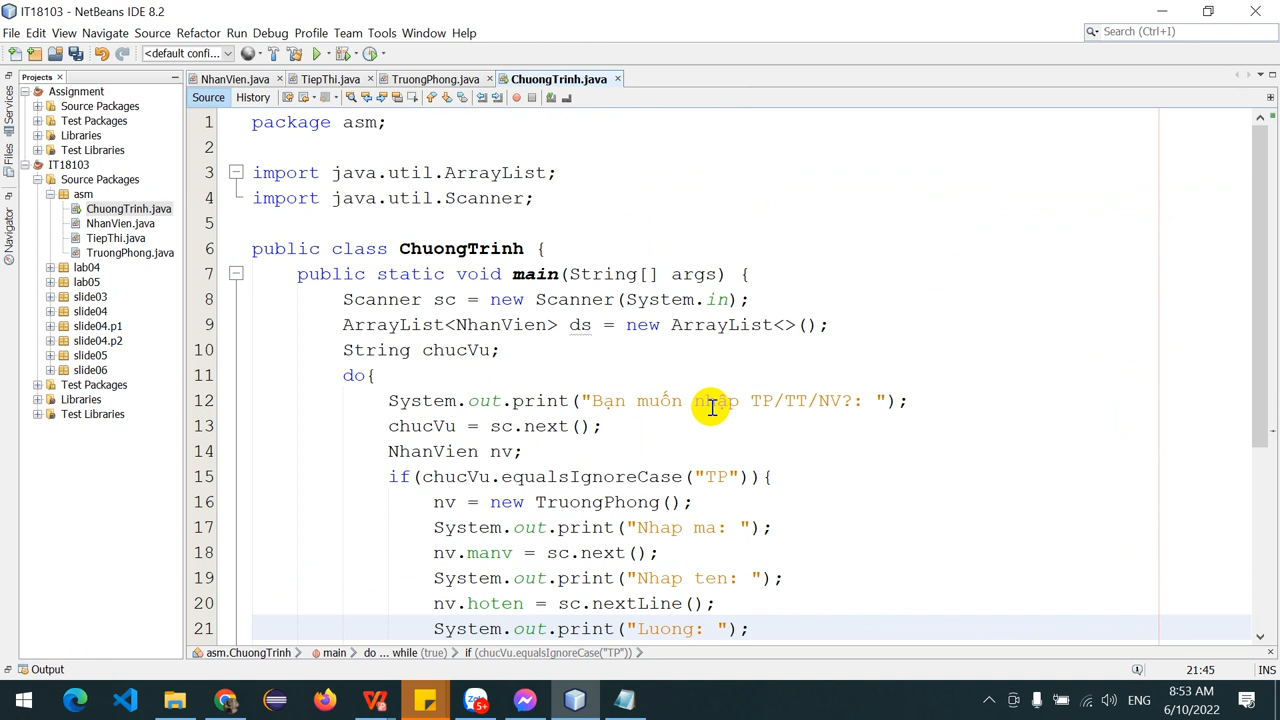 IT18103 - NetBeans IDE 8.2
File Edit View Navigate Source Refactor Run Debug Profile Team Tools Window Help
Search (Ctrl+I)
<default confi...
Projects
NhanVien.java
TiepThi.java
TruongPhong.java
ChuongTrinh.java
Source History
Services
Files
Navigator
Assignment
Source Packages
Test Packages
Libraries
Test Libraries
IT18103
Source Packages
asm
ChuongTrinh.java
NhanVien.java
TiepThi.java
TruongPhong.java
lab04
lab05
slide03
slide04
slide04.p1
slide04.p2
slide05
slide06
Test Packages
Libraries
Test Libraries
1 package asm;
2
3 import java.util.ArrayList;
4 import java.util.Scanner;
5
6 public class ChuongTrinh {
7 public static void main(String[] args) {
8 Scanner sc = new Scanner(System.in);
9 ArrayList<NhanVien> ds = new ArrayList<>();
10 String chucVu;
11 do{
12 System.out.print("Bạn muốn nhập TP/TT/NV?: ");
13 chucVu = sc.next();
14 NhanVien nv;
15 if(chucVu.equalsIgnoreCase("TP")){
16 nv = new TruongPhong();
17 System.out.print("Nhap ma: ");
18 nv.manv = sc.next();
19 System.out.print("Nhap ten: ");
20 nv.hoten = sc.nextLine();
21 System.out.print("Luong: ");
asm.ChuongTrinh main do ... while (true) if (chucVu.equalsIgnoreCase("TP"))
Output
21:45
INS
5+
ENG
8:53 AM
6/10/2022